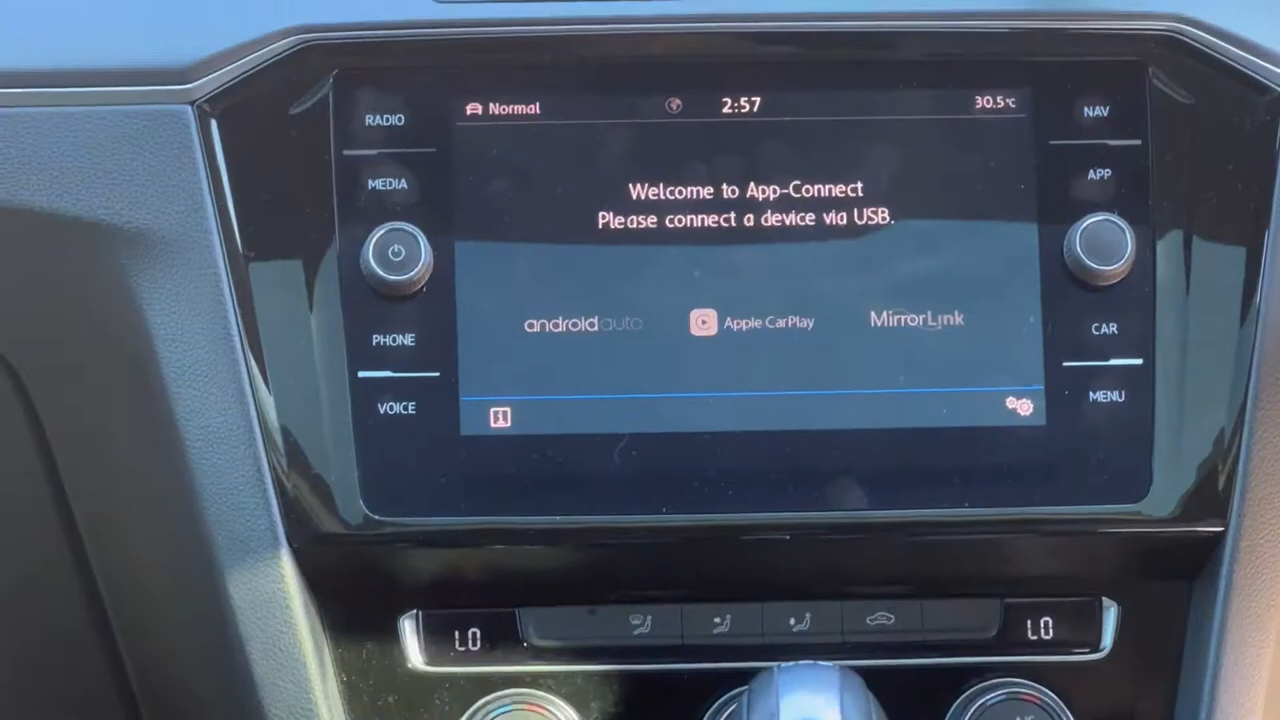 RADIO
MEDIA
PHONE
VOICE
Normal
2:57
30.5°C
Welcome to App-Connect
Please connect a device via USB.
androidauto
Apple CarPlay
MirrorLink
i
NAV
APP
CAR
MENU
LO
LO